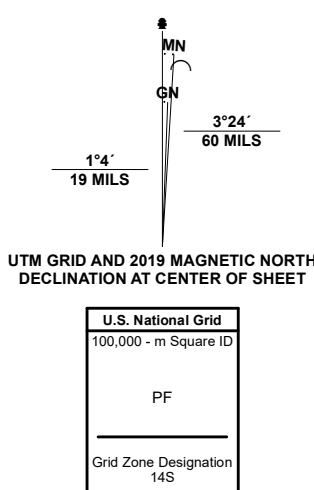 MN
GN
3°24´
60 MILS
1°4´
19 MILS
UTM GRID AND 2019 MAGNETIC NORTH
DECLINATION AT CENTER OF SHEET
U.S. National Grid
100,000 - m Square ID
PF
Grid Zone Designation
14S